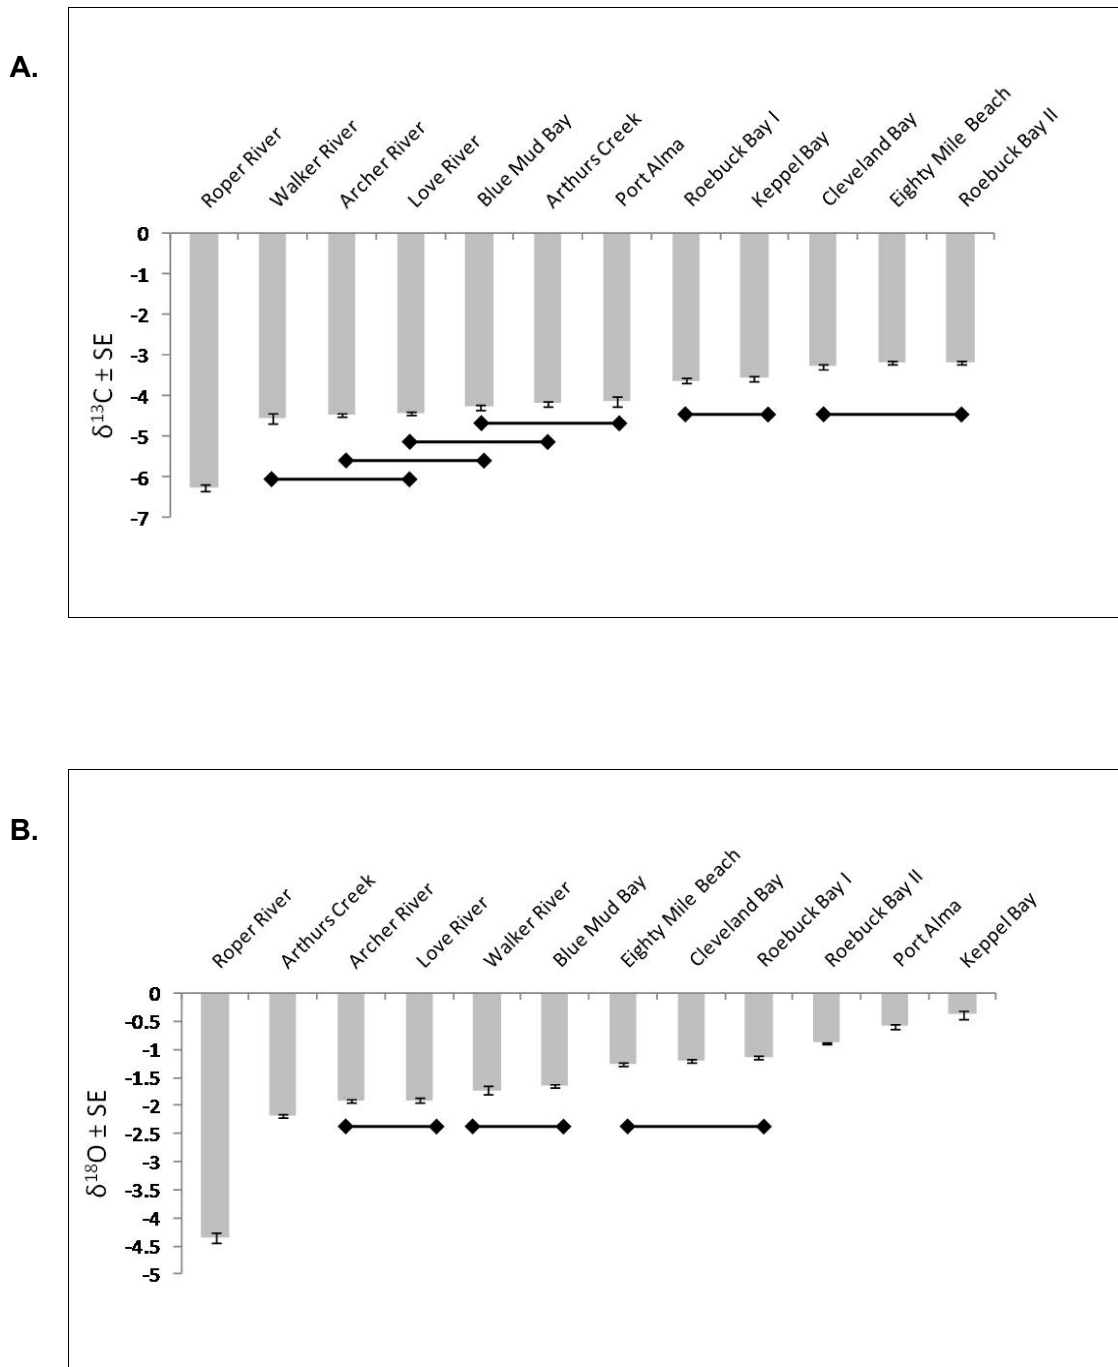 A.
Roper River
Walker River
Archer River
Love River
Blue Mud Bay
Arthurs Creek
Port Alma
Roebuck Bay I
Keppel Bay
Cleveland Bay
Eighty Mile Beach
Roebuck Bay II
0
-1
-2
-3
-4
-5
-6
-7
δ¹³C ± SE
B.
Roper River
Arthurs Creek
Archer River
Love River
Walker River
Blue Mud Bay
Eighty Mile Beach
Cleveland Bay
Roebuck Bay I
Roebuck Bay II
Port Alma
Keppel Bay
0
-0.5
-1
-1.5
-2
-2.5
-3
-3.5
-4
-4.5
-5
δ¹⁸O ± SE